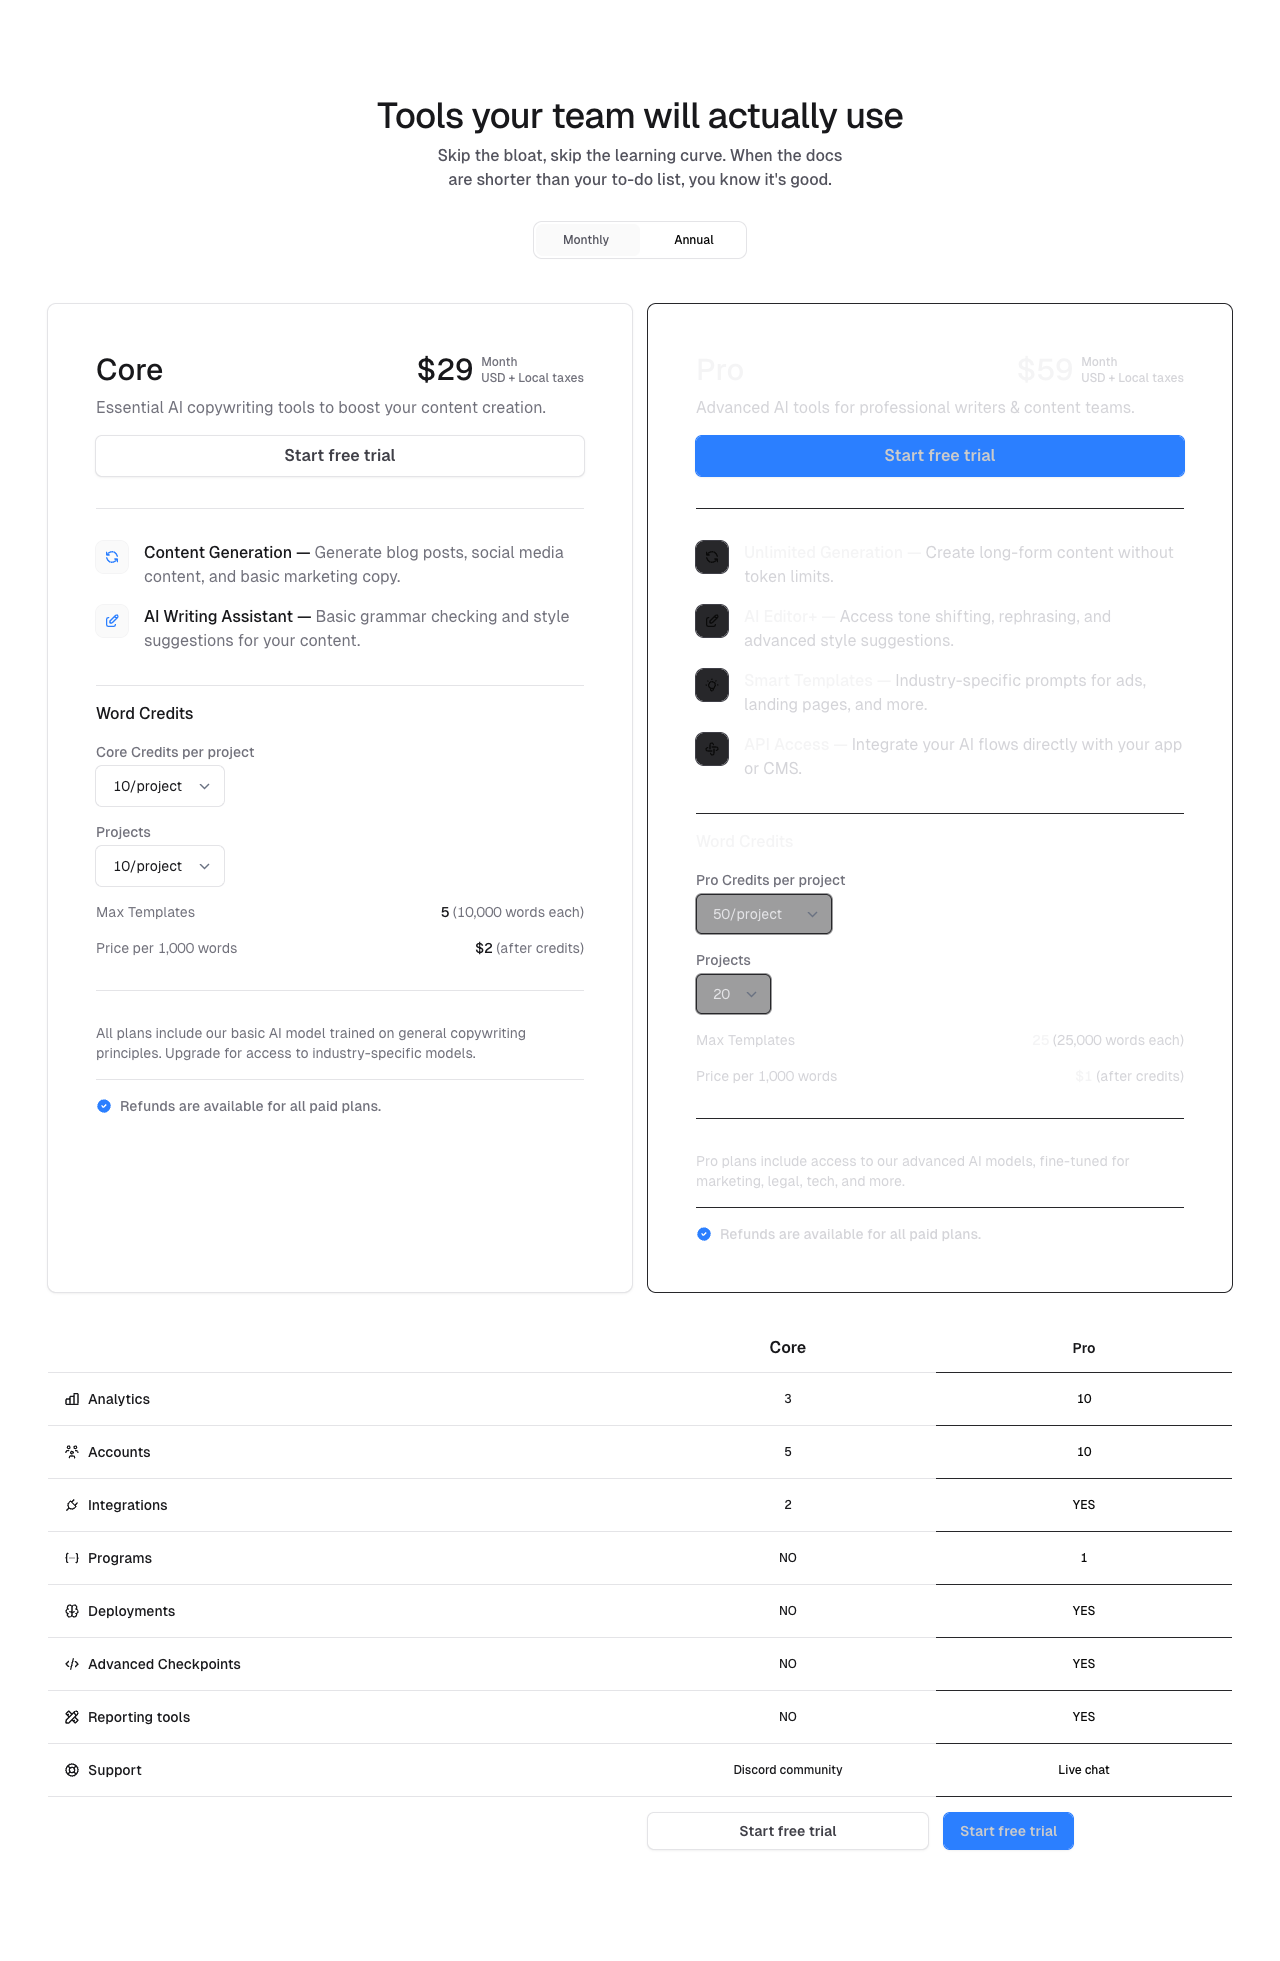 Tools your team will actually use
Skip the bloat, skip the learning curve. When the docs
are shorter than your to-do list, you know it's good.
Monthly
Annual
Core
$29
Month
USD + Local taxes
Essential AI copywriting tools to boost your content creation.
Start free trial
Content Generation — Generate blog posts, social media
content, and basic marketing copy.
AI Writing Assistant — Basic grammar checking and style
suggestions for your content.
Word Credits
Core Credits per project
10/project
Projects
10/project
Max Templates
5 (10,000 words each)
Price per 1,000 words
$2 (after credits)
All plans include our basic AI model trained on general copywriting
principles. Upgrade for access to industry-specific models.
Refunds are available for all paid plans.
Pro
$59
Month
USD + Local taxes
Advanced AI tools for professional writers & content teams.
Start free trial
Unlimited Generation — Create long-form content without
token limits.
AI Editor+ — Access tone shifting, rephrasing, and
advanced style suggestions.
Smart Templates — Industry-specific prompts for ads,
landing pages, and more.
API Access — Integrate your AI flows directly with your app
or CMS.
Word Credits
Pro Credits per project
50/project
Projects
20
Max Templates
25 (25,000 words each)
Price per 1,000 words
$1 (after credits)
Pro plans include access to our advanced AI models, fine-tuned for
marketing, legal, tech, and more.
Refunds are available for all paid plans.
Core
Pro
Analytics
3
10
Accounts
5
10
Integrations
2
YES
Programs
NO
1
Deployments
NO
YES
Advanced Checkpoints
NO
YES
Reporting tools
NO
YES
Support
Discord community
Live chat
Start free trial
Start free trial